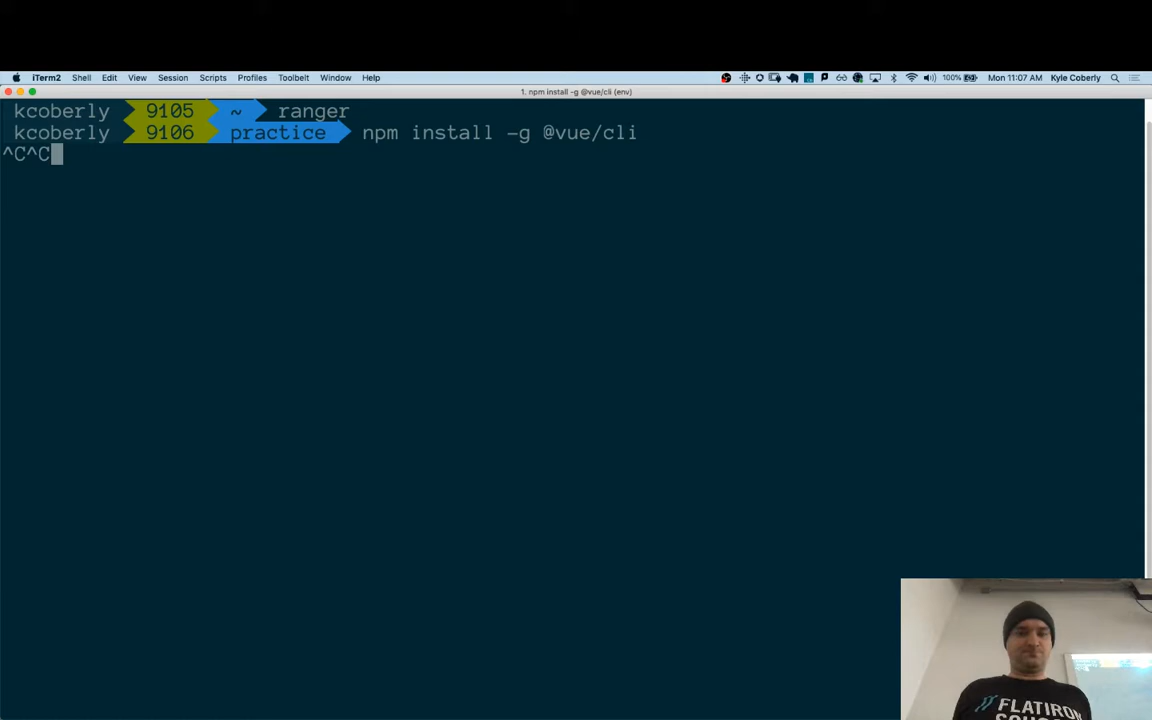 iTerm2 Shell Edit View Session Scripts Profiles Toolbelt Window Help 100% Mon 11:07 AM Kyle Coberly
1. npm install -g @vue/cli (env)
kcoberly 9105 ~ ranger
kcoberly 9106 practice npm install -g @vue/cli
^C^C
FLATIRON